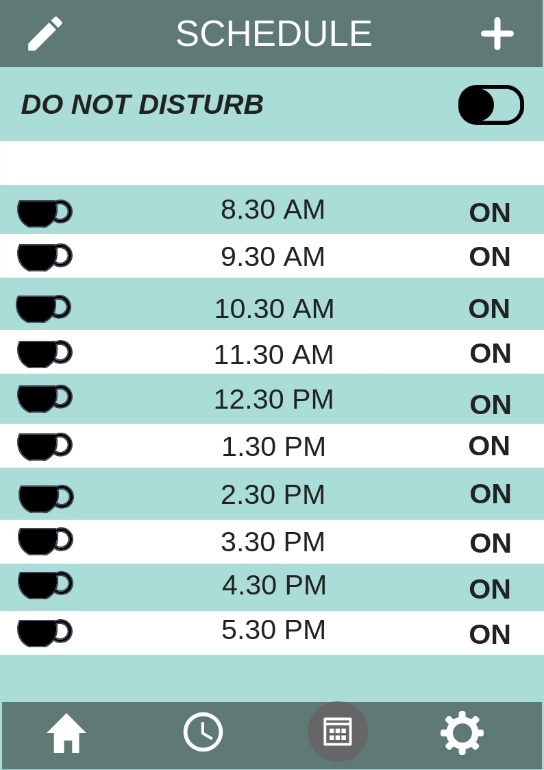 SCHEDULE
DO NOT DISTURB
8.30 AM ON
9.30 AM ON
10.30 AM ON
11.30 AM ON
12.30 PM ON
1.30 PM ON
2.30 PM ON
3.30 PM ON
4.30 PM ON
5.30 PM ON